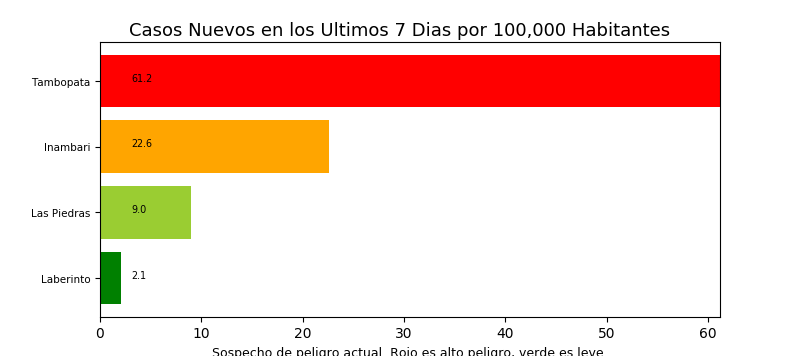 Casos Nuevos en los Ultimos 7 Dias por 100,000 Habitantes
Tambopata 61.2
Inambari 22.6
Las Piedras 9.0
Laberinto 2.1
0 10 20 30 40 50 60
Sospecho de peligro actual. Rojo es alto peligro, verde es leve